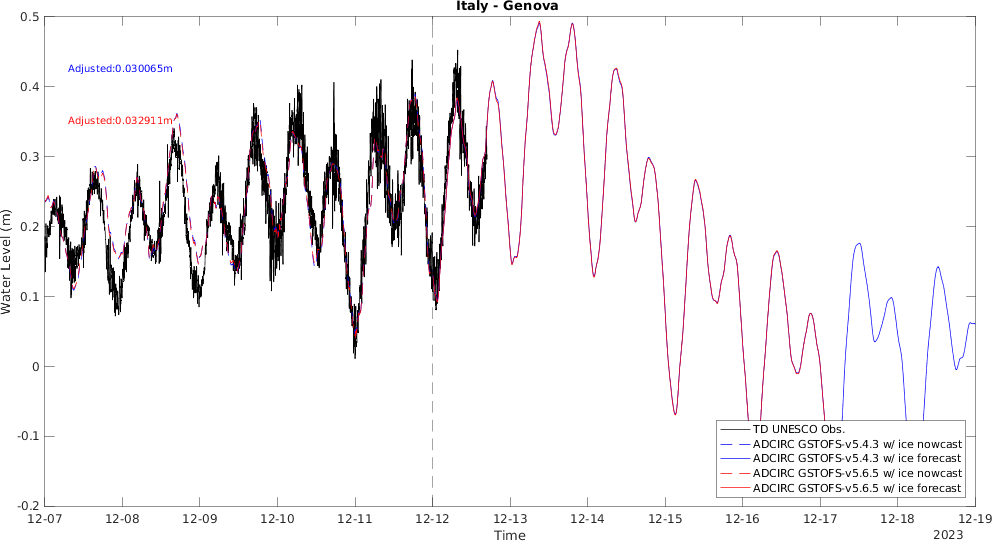 Italy - Genova
0.5
0.4
0.3
0.2
0.1
0
-0.1
-0.2
Water Level (m)
Adjusted:0.030065m
Adjusted:0.032911m
TD UNESCO Obs.
ADCIRC GSTOFS-v5.4.3 w/ ice nowcast
ADCIRC GSTOFS-v5.4.3 w/ ice forecast
ADCIRC GSTOFS-v5.6.5 w/ ice nowcast
ADCIRC GSTOFS-v5.6.5 w/ ice forecast
12-07 12-08 12-09 12-10 12-11 12-12 12-13 12-14 12-15 12-16 12-17 12-18 12-19
Time
2023